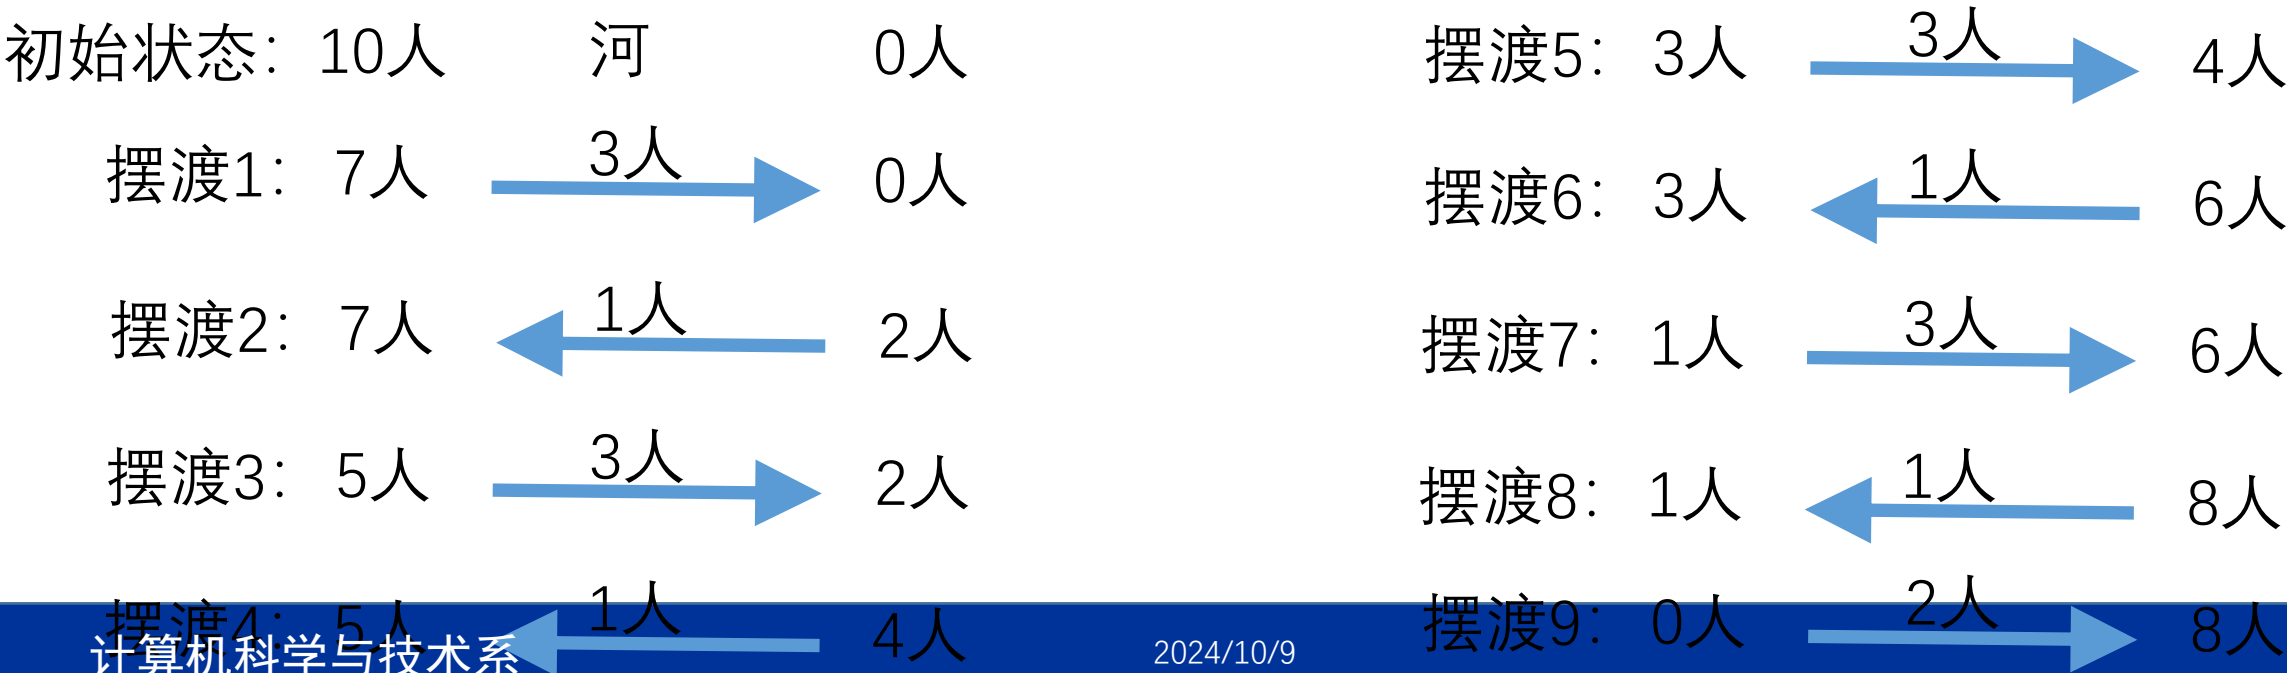 初始状态: 10人 河 0人
摆渡1: 7人 3人 0人
摆渡2: 7人 1人 2人
摆渡3: 5人 3人 2人
摆渡4: 5人 1人 4人
摆渡5: 3人 3人 4人
摆渡6: 3人 1人 6人
摆渡7: 1人 3人 6人
摆渡8: 1人 1人 8人
摆渡9: 0人 2人 8人
计算机科学与技术系
2024/10/9